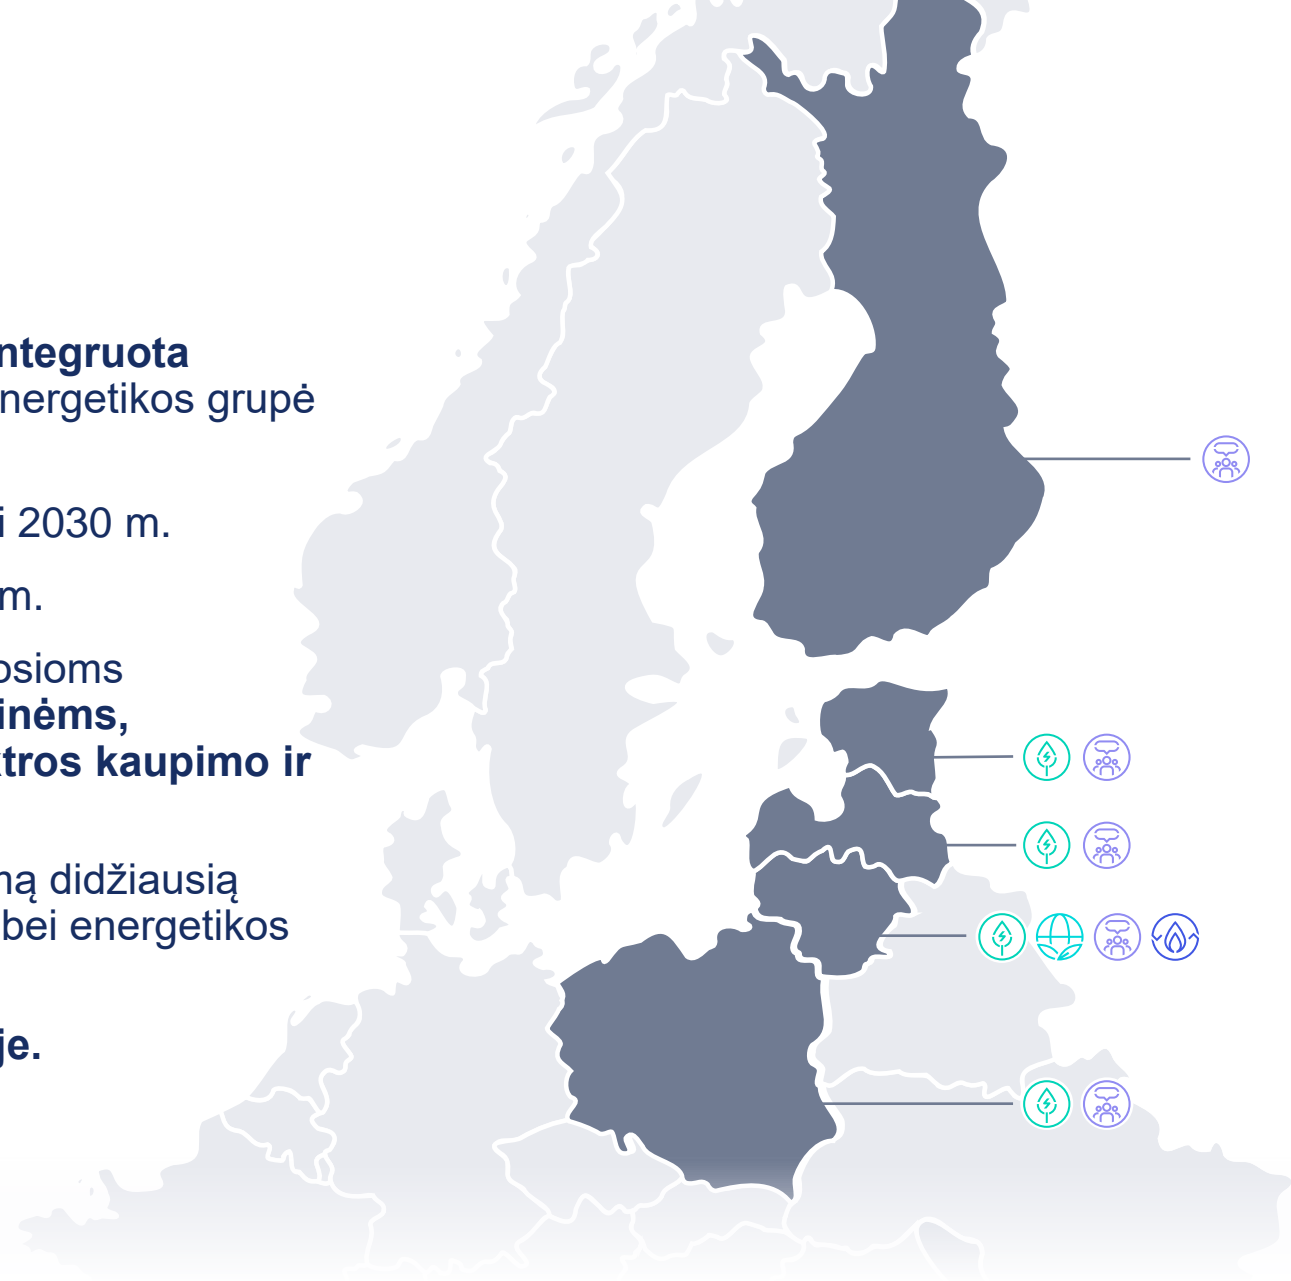 ntegruota
nergetikos grupė
i 2030 m.
m.
osioms
inėms,
tros kaupimo ir
ną didžiausią
bei energetikos
je.